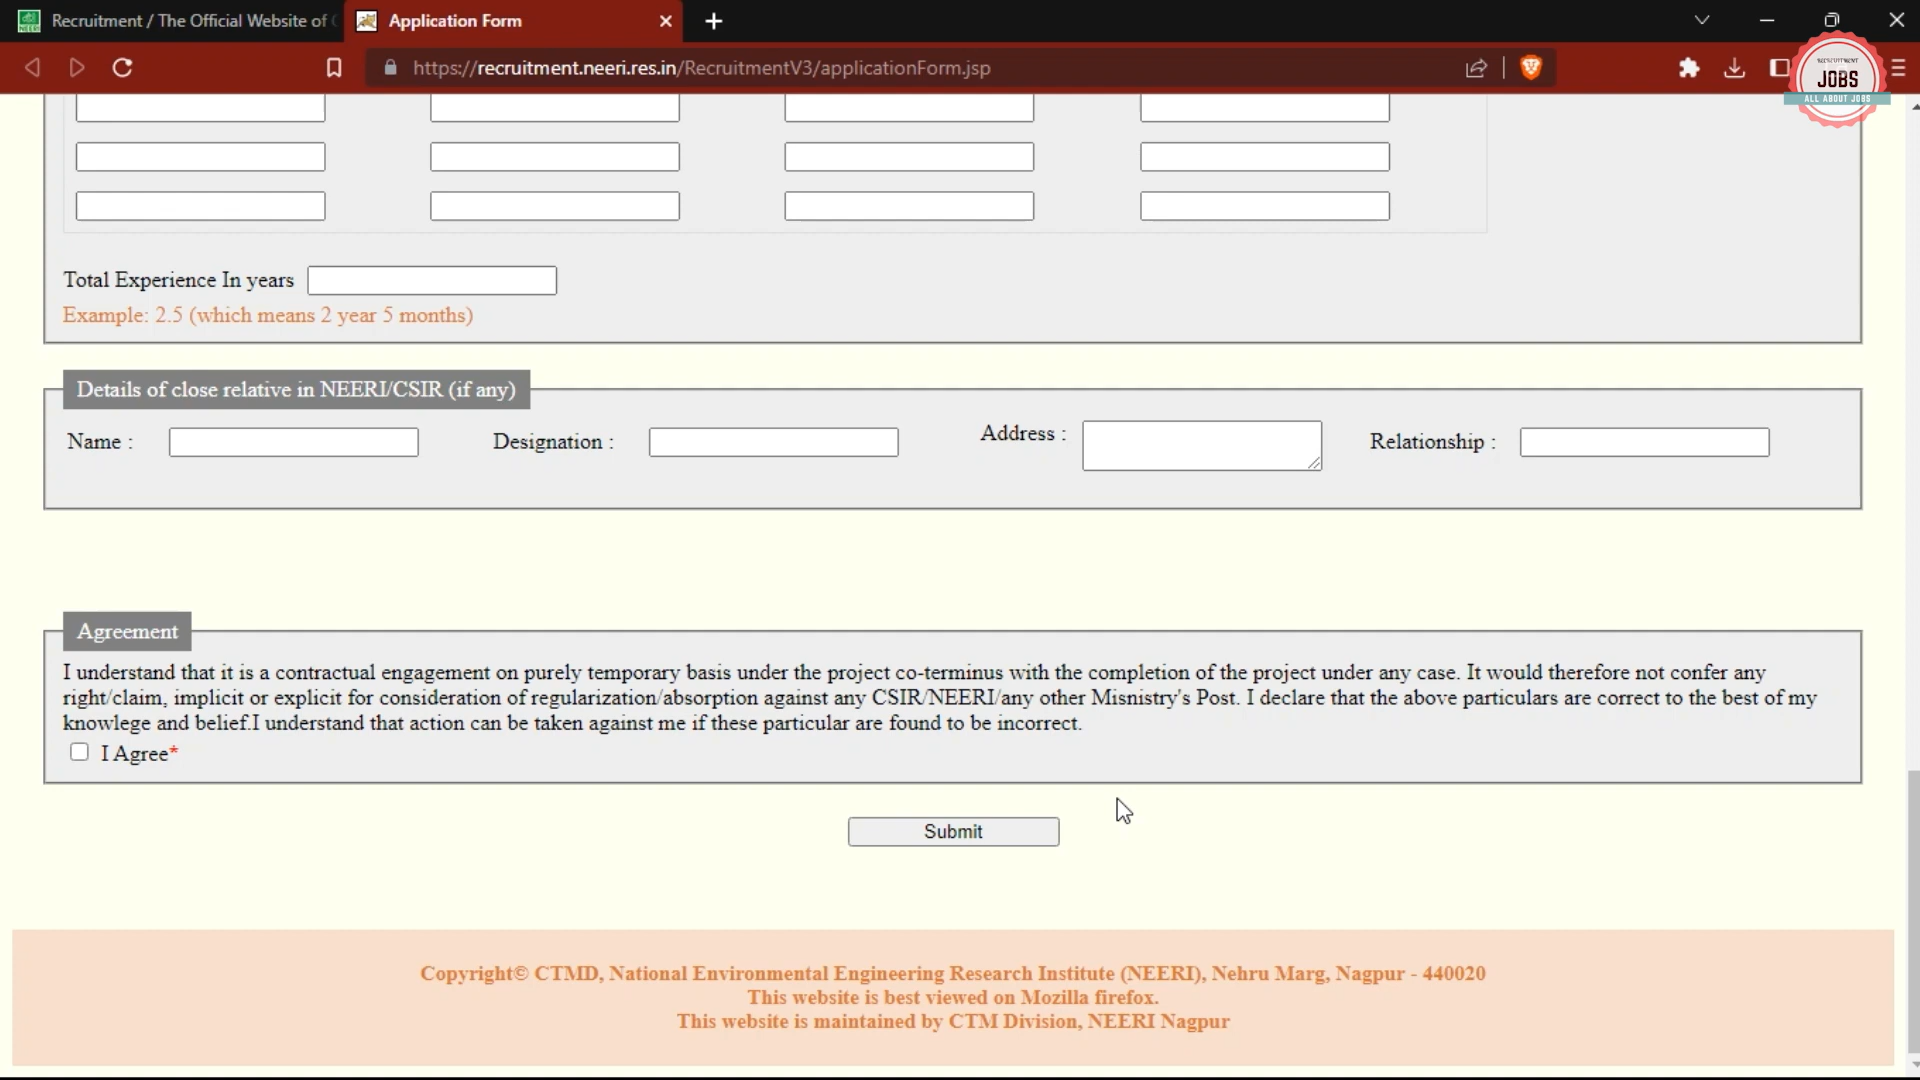 Recruitment / The Official Website of
Application Form
https://recruitment.neeri.res.in/RecruitmentV3/applicationForm.jsp
RECRUITMENT
JOBS
ALL ABOUT JOBS
Total Experience In years
Example: 2.5 (which means 2 year 5 months)
Details of close relative in NEERI/CSIR (if any)
Name :
Designation :
Address :
Relationship :
Agreement
I understand that it is a contractual engagement on purely temporary basis under the project co-terminus with the completion of the project under any case. It would therefore not confer any
right/claim, implicit or explicit for consideration of regularization/absorption against any CSIR/NEERI/any other Misnistry's Post. I declare that the above particulars are correct to the best of my
knowlege and belief.I understand that action can be taken against me if these particular are found to be incorrect.
I Agree*
Submit
Copyright© CTMD, National Environmental Engineering Research Institute (NEERI), Nehru Marg, Nagpur - 440020
This website is best viewed on Mozilla firefox.
This website is maintained by CTM Division, NEERI Nagpur